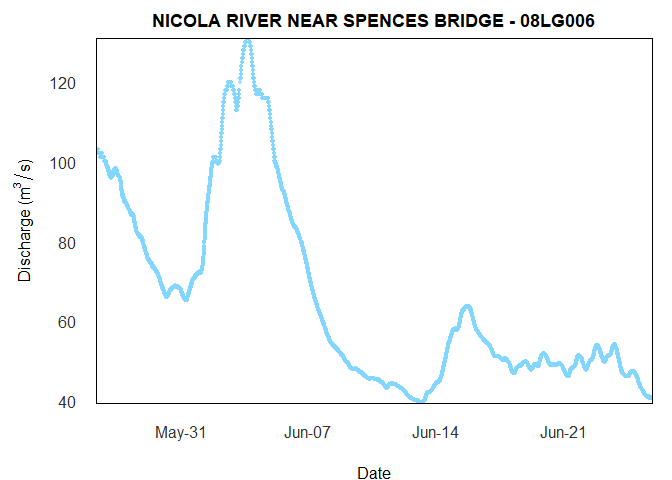 NICOLA RIVER NEAR SPENCES BRIDGE - 08LG006
Discharge (m³/s)
120
100
80
60
40
May-31 Jun-07 Jun-14 Jun-21
Date